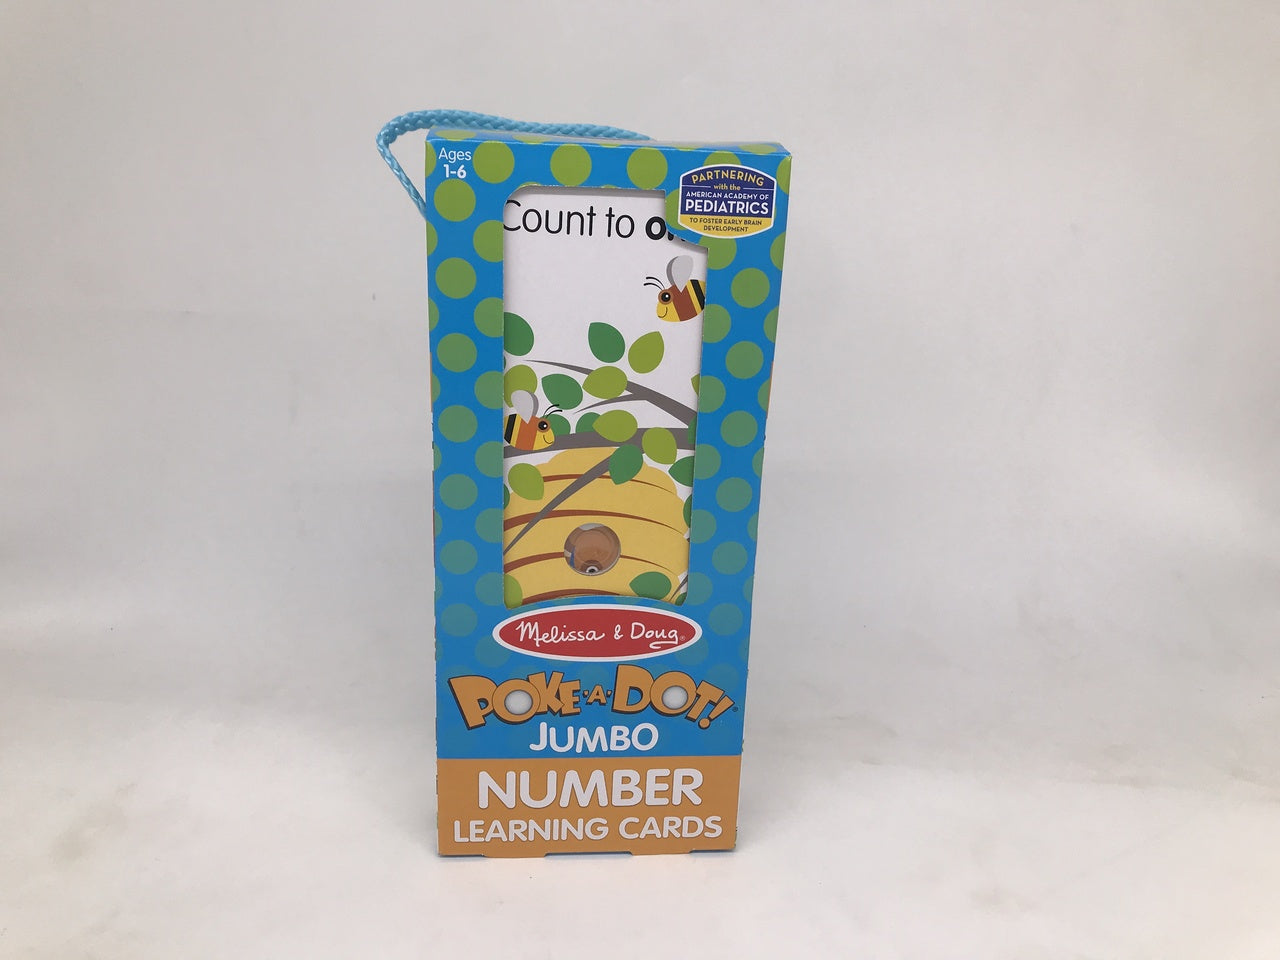 Ages
1-6
PARTNERING
with the
AMERICAN ACADEMY OF
PEDIATRICS
TO FOSTER EARLY BRAIN
DEVELOPMENT
Count to
Melissa & Doug®
POKE·A·DOT!®
JUMBO
NUMBER
LEARNING CARDS